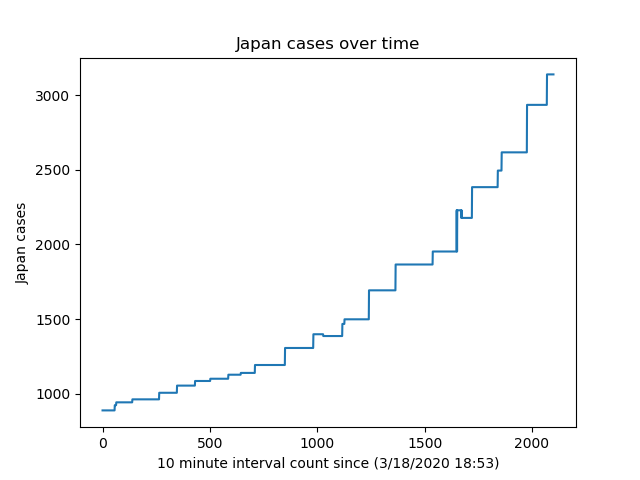 Japan cases over time
3000
2500
2000
1500
1000
Japan cases
0 500 1000 1500 2000
10 minute interval count since (3/18/2020 18:53)